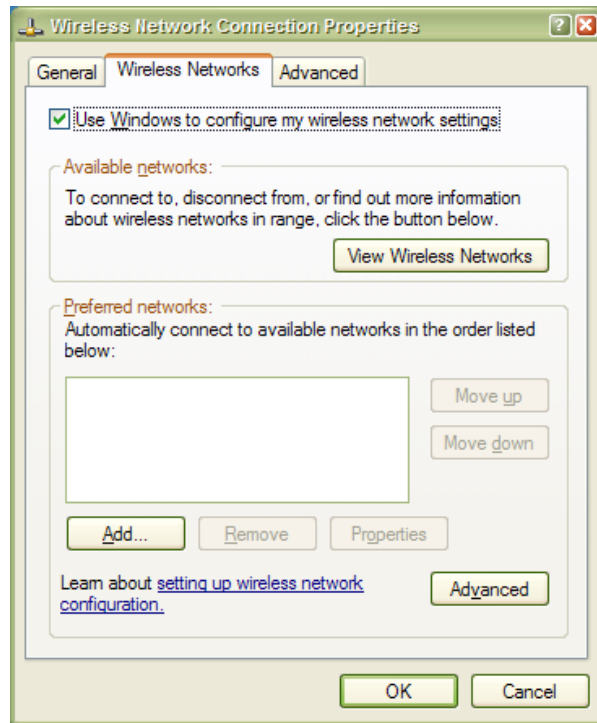 Wireless Network Connection Properties
General Wireless Networks Advanced
Use Windows to configure my wireless network settings
Available networks:
To connect to, disconnect from, or find out more information
about wireless networks in range, click the button below.
View Wireless Networks
Preferred networks:
Automatically connect to available networks in the order listed
below:
Move up
Move down
Add... Remove Properties
Learn about setting up wireless network
configuration.
Advanced
OK Cancel